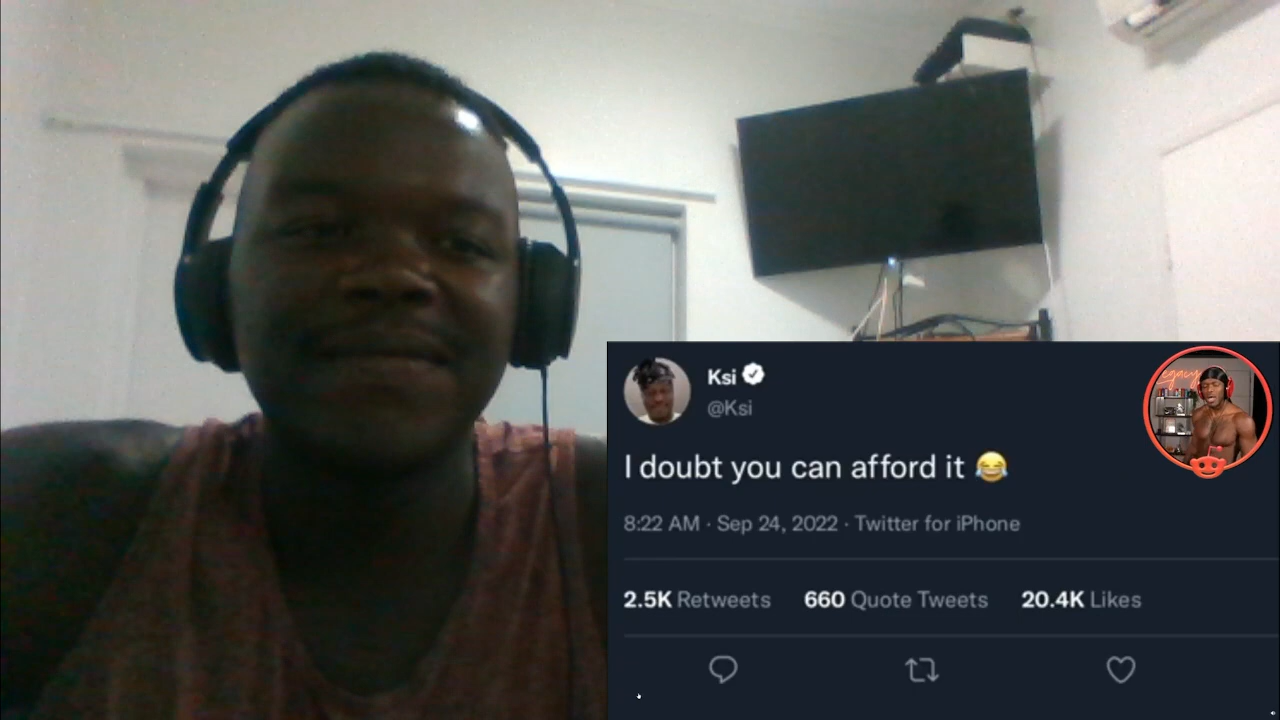 Ksi
@Ksi
egacy
I doubt you can afford it 😂
8:22 AM · Sep 24, 2022 · Twitter for iPhone
2.5K Retweets 660 Quote Tweets 20.4K Likes